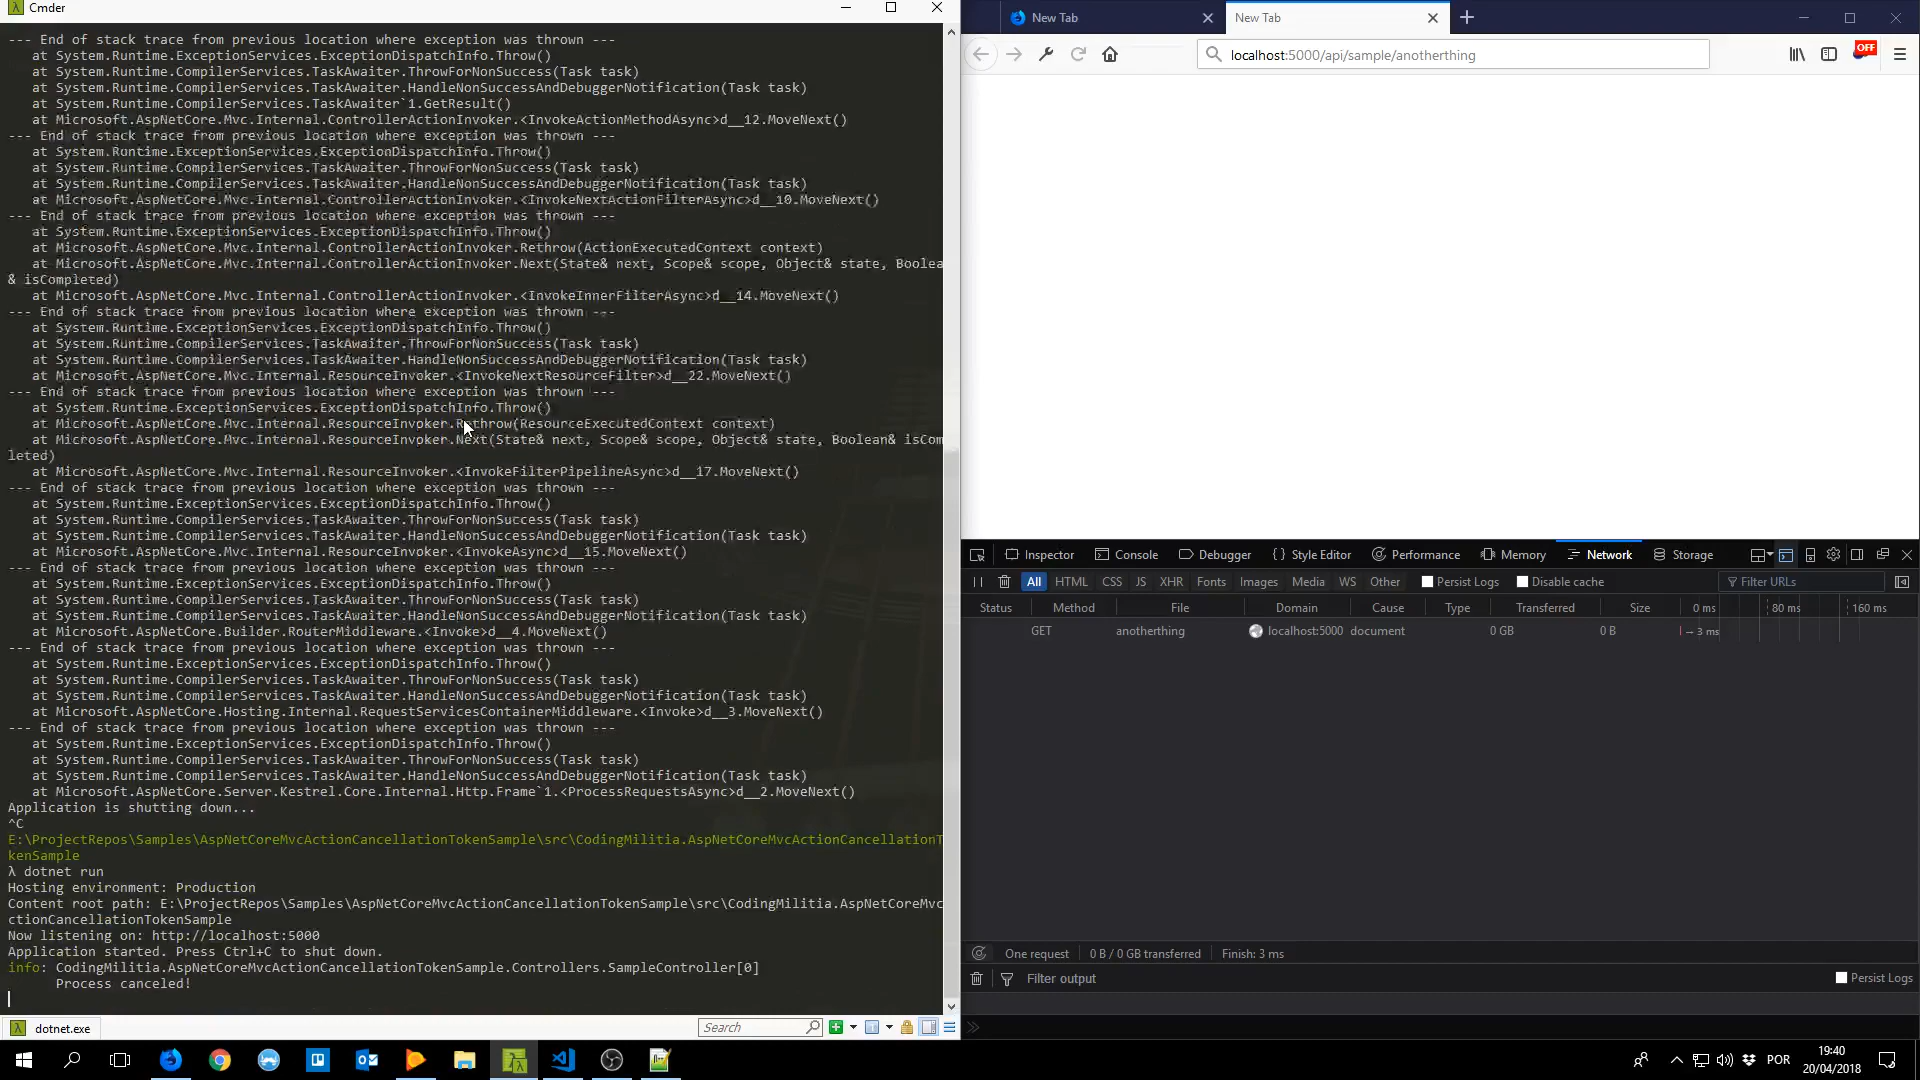 Cmder
--- End of stack trace from previous location where exception was thrown ---
at System.Runtime.ExceptionServices.ExceptionDispatchInfo.Throw()
at System.Runtime.CompilerServices.TaskAwaiter.ThrowForNonSuccess(Task task)
at System.Runtime.CompilerServices.TaskAwaiter.HandleNonSuccessAndDebuggerNotification(Task task)
at System.Runtime.CompilerServices.TaskAwaiter`1.GetResult()
at Microsoft.AspNetCore.Mvc.Internal.ControllerActionInvoker.<InvokeActionMethodAsync>d__12.MoveNext()
--- End of stack trace from previous location where exception was thrown ---
at System.Runtime.ExceptionServices.ExceptionDispatchInfo.Throw()
at System.Runtime.CompilerServices.TaskAwaiter.ThrowForNonSuccess(Task task)
at System.Runtime.CompilerServices.TaskAwaiter.HandleNonSuccessAndDebuggerNotification(Task task)
at Microsoft.AspNetCore.Mvc.Internal.ControllerActionInvoker.<InvokeNextActionFilterAsync>d__10.MoveNext()
--- End of stack trace from previous location where exception was thrown ---
at System.Runtime.ExceptionServices.ExceptionDispatchInfo.Throw()
at Microsoft.AspNetCore.Mvc.Internal.ControllerActionInvoker.Rethrow(ActionExecutedContext context)
at Microsoft.AspNetCore.Mvc.Internal.ControllerActionInvoker.Next(State& next, Scope& scope, Object& state, Boolea
& isCompleted)
at Microsoft.AspNetCore.Mvc.Internal.ControllerActionInvoker.<InvokeInnerFilterAsync>d__14.MoveNext()
--- End of stack trace from previous location where exception was thrown ---
at System.Runtime.ExceptionServices.ExceptionDispatchInfo.Throw()
at System.Runtime.CompilerServices.TaskAwaiter.ThrowForNonSuccess(Task task)
at System.Runtime.CompilerServices.TaskAwaiter.HandleNonSuccessAndDebuggerNotification(Task task)
at Microsoft.AspNetCore.Mvc.Internal.ResourceInvoker.<InvokeNextResourceFilter>d__22.MoveNext()
--- End of stack trace from previous location where exception was thrown ---
at System.Runtime.ExceptionServices.ExceptionDispatchInfo.Throw()
at Microsoft.AspNetCore.Mvc.Internal.ResourceInvoker.Rethrow(ResourceExecutedContext context)
at Microsoft.AspNetCore.Mvc.Internal.ResourceInvoker.Next(State& next, Scope& scope, Object& state, Boolean& isCom
leted)
at Microsoft.AspNetCore.Mvc.Internal.ResourceInvoker.<InvokeFilterPipelineAsync>d__17.MoveNext()
--- End of stack trace from previous location where exception was thrown ---
at System.Runtime.ExceptionServices.ExceptionDispatchInfo.Throw()
at System.Runtime.CompilerServices.TaskAwaiter.ThrowForNonSuccess(Task task)
at System.Runtime.CompilerServices.TaskAwaiter.HandleNonSuccessAndDebuggerNotification(Task task)
at Microsoft.AspNetCore.Mvc.Internal.ResourceInvoker.<InvokeAsync>d__15.MoveNext()
--- End of stack trace from previous location where exception was thrown ---
at System.Runtime.ExceptionServices.ExceptionDispatchInfo.Throw()
at System.Runtime.CompilerServices.TaskAwaiter.ThrowForNonSuccess(Task task)
at System.Runtime.CompilerServices.TaskAwaiter.HandleNonSuccessAndDebuggerNotification(Task task)
at Microsoft.AspNetCore.Builder.RouterMiddleware.<Invoke>d__4.MoveNext()
--- End of stack trace from previous location where exception was thrown ---
at System.Runtime.ExceptionServices.ExceptionDispatchInfo.Throw()
at System.Runtime.CompilerServices.TaskAwaiter.ThrowForNonSuccess(Task task)
at System.Runtime.CompilerServices.TaskAwaiter.HandleNonSuccessAndDebuggerNotification(Task task)
at Microsoft.AspNetCore.Hosting.Internal.RequestServicesContainerMiddleware.<Invoke>d__3.MoveNext()
--- End of stack trace from previous location where exception was thrown ---
at System.Runtime.ExceptionServices.ExceptionDispatchInfo.Throw()
at System.Runtime.CompilerServices.TaskAwaiter.ThrowForNonSuccess(Task task)
at System.Runtime.CompilerServices.TaskAwaiter.HandleNonSuccessAndDebuggerNotification(Task task)
at Microsoft.AspNetCore.Server.Kestrel.Core.Internal.Http.Frame`1.<ProcessRequestsAsync>d__2.MoveNext()
Application is shutting down...
^C
E:\ProjectRepos\Samples\AspNetCoreMvcActionCancellationTokenSample\src\CodingMilitia.AspNetCoreMvcActionCancellationT
kenSample
λ dotnet run
Hosting environment: Production
Content root path: E:\ProjectRepos\Samples\AspNetCoreMvcActionCancellationTokenSample\src\CodingMilitia.AspNetCoreMvc
ctionCancellationTokenSample
Now listening on: http://localhost:5000
Application started. Press Ctrl+C to shut down.
info: CodingMilitia.AspNetCoreMvcActionCancellationTokenSample.Controllers.SampleController[0]
Process canceled!
dotnet.exe
Search
New Tab
New Tab
localhost:5000/api/sample/anotherthing
OFF
Inspector Console Debugger Style Editor Performance Memory Network Storage
All HTML CSS JS XHR Fonts Images Media WS Other Persist Logs Disable cache Filter URLs
Status Method File Domain Cause Type Transferred Size 0 ms 80 ms 160 ms
GET anotherthing localhost:5000 document 0 GB 0 B → 3 ms
One request 0 B / 0 GB transferred Finish: 3 ms
Filter output Persist Logs
POR
19:40
20/04/2018